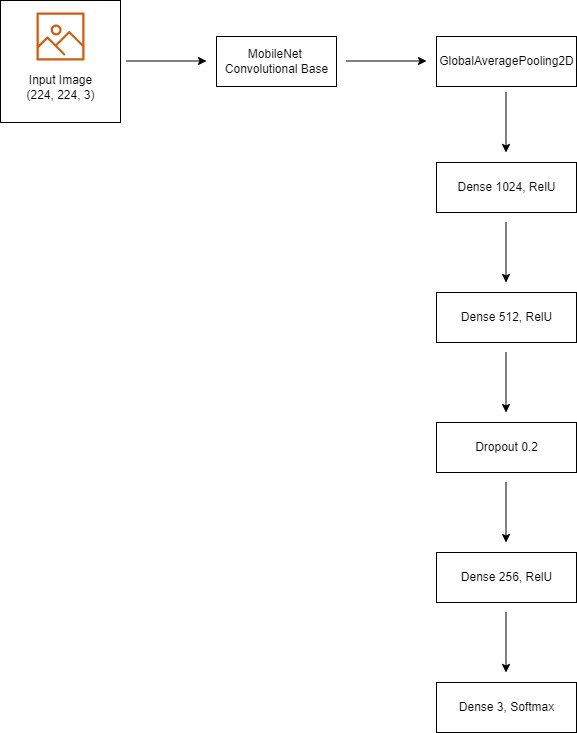 Input Image
(224, 224, 3)
MobileNet
Convolutional Base
GlobalAveragePooling2D
Dense 1024, RelU
Dense 512, RelU
Dropout 0.2
Dense 256, RelU
Dense 3, Softmax